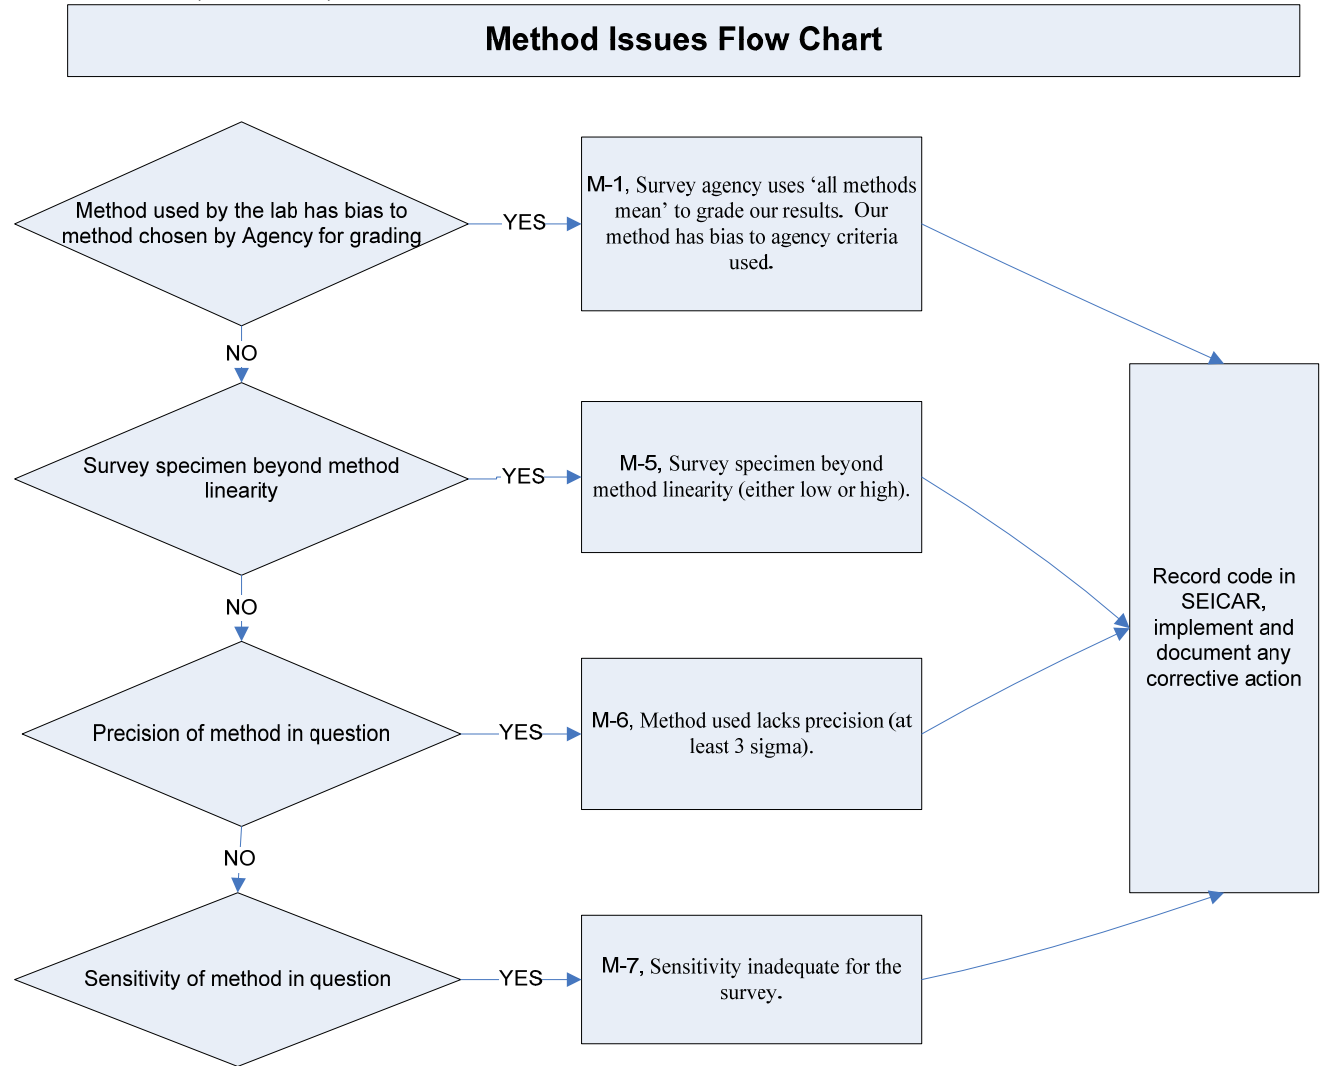 Method Issues Flow Chart
Method used by the lab has bias to
method chosen by Agency for grading
YES
M-1, Survey agency uses ‘all methods
mean’ to grade our results. Our
method has bias to agency criteria
used.
NO
Survey specimen beyond method
linearity
YES
M-5, Survey specimen beyond
method linearity (either low or high).
NO
Precision of method in question
YES
M-6, Method used lacks precision (at
least 3 sigma).
NO
Sensitivity of method in question
YES
M-7, Sensitivity inadequate for the
survey.
Record code in
SEICAR,
implement and
document any
corrective action